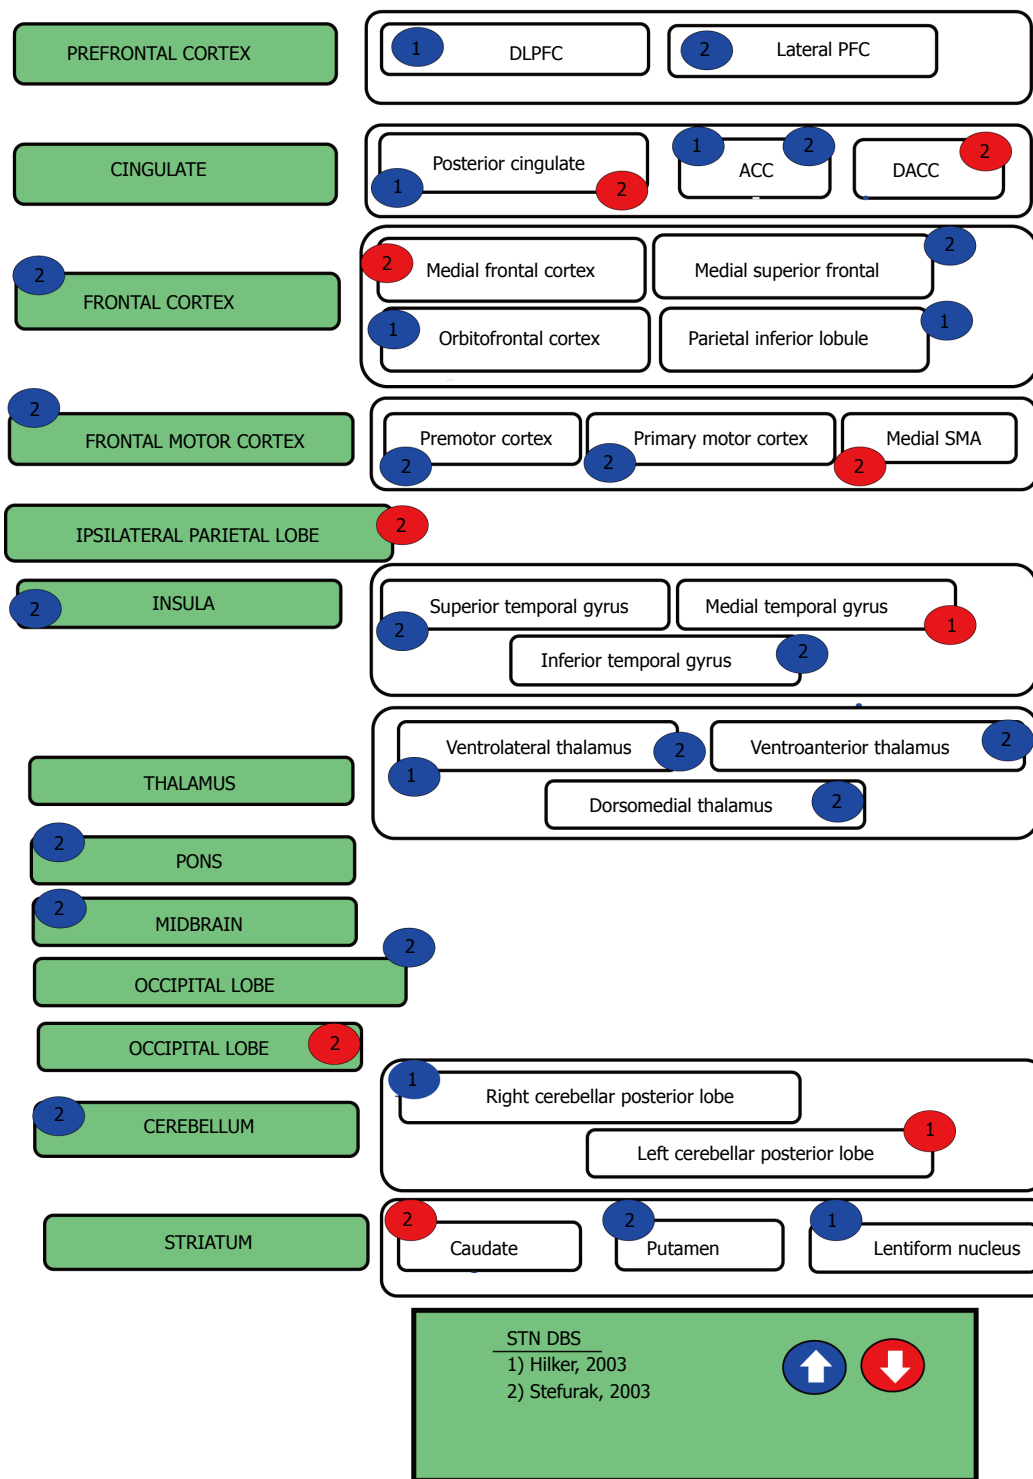 PREFRONTAL CORTEX
1 DLPFC
2 Lateral PFC
CINGULATE
Posterior cingulate
1 2
1 2
ACC
2
DACC
2
FRONTAL CORTEX
2
Medial frontal cortex
2
Medial superior frontal
1
Orbitofrontal cortex
1
Parietal inferior lobule
2
FRONTAL MOTOR CORTEX
Premotor cortex
2
Primary motor cortex
2
Medial SMA
2
IPSILATERAL PARIETAL LOBE
2
INSULA
2
Superior temporal gyrus
2
Medial temporal gyrus
1
Inferior temporal gyrus
2
THALAMUS
Ventrolateral thalamus
1 2
Ventroanterior thalamus
2
Dorsomedial thalamus
2
PONS
2
MIDBRAIN
2
OCCIPITAL LOBE
2
OCCIPITAL LOBE
2
CEREBELLUM
2
Right cerebellar posterior lobe
1
Left cerebellar posterior lobe
1
STRIATUM
Caudate
2
Putamen
2
Lentiform nucleus
1
STN DBS
1) Hilker, 2003
2) Stefurak, 2003